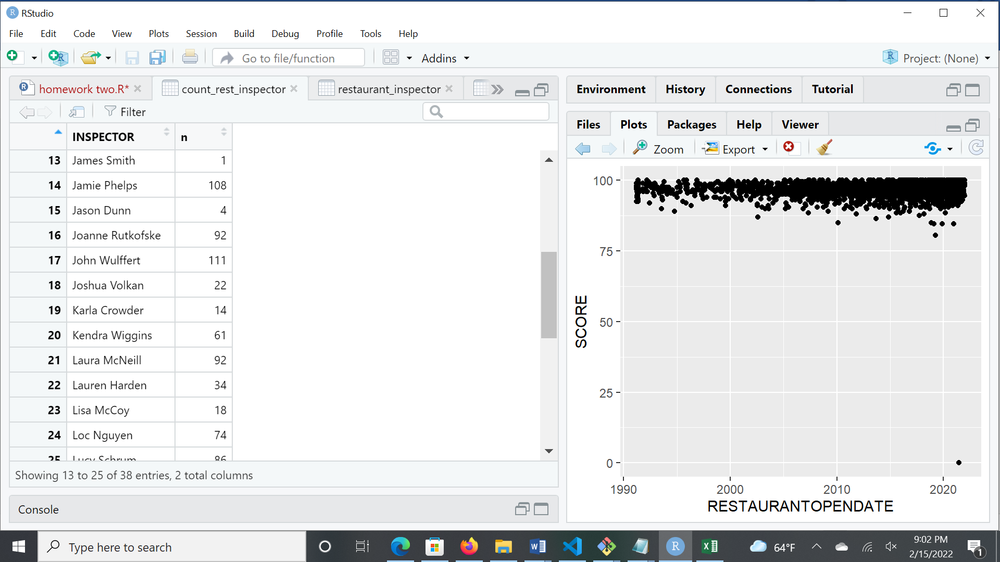 RStudio
File Edit Code View Plots Session Build Debug Profile Tools Help
Go to file/function Addins Project: (None)
homework two.R* count_rest_inspector restaurant_inspector
Filter
INSPECTOR n
13 James Smith 1
14 Jamie Phelps 108
15 Jason Dunn 4
16 Joanne Rutkofske 92
17 John Wulffert 111
18 Joshua Volkan 22
19 Karla Crowder 14
20 Kendra Wiggins 61
21 Laura McNeill 92
22 Lauren Harden 34
23 Lisa McCoy 18
24 Loc Nguyen 74
25 Lucy Schrum 86
Showing 13 to 25 of 38 entries, 2 total columns
Console
Environment History Connections Tutorial
Files Plots Packages Help Viewer
Zoom Export
100
75
50
25
0
SCORE
1990 2000 2010 2020
RESTAURANTOPENDATE
Type here to search
64°F
9:02 PM
2/15/2022
1